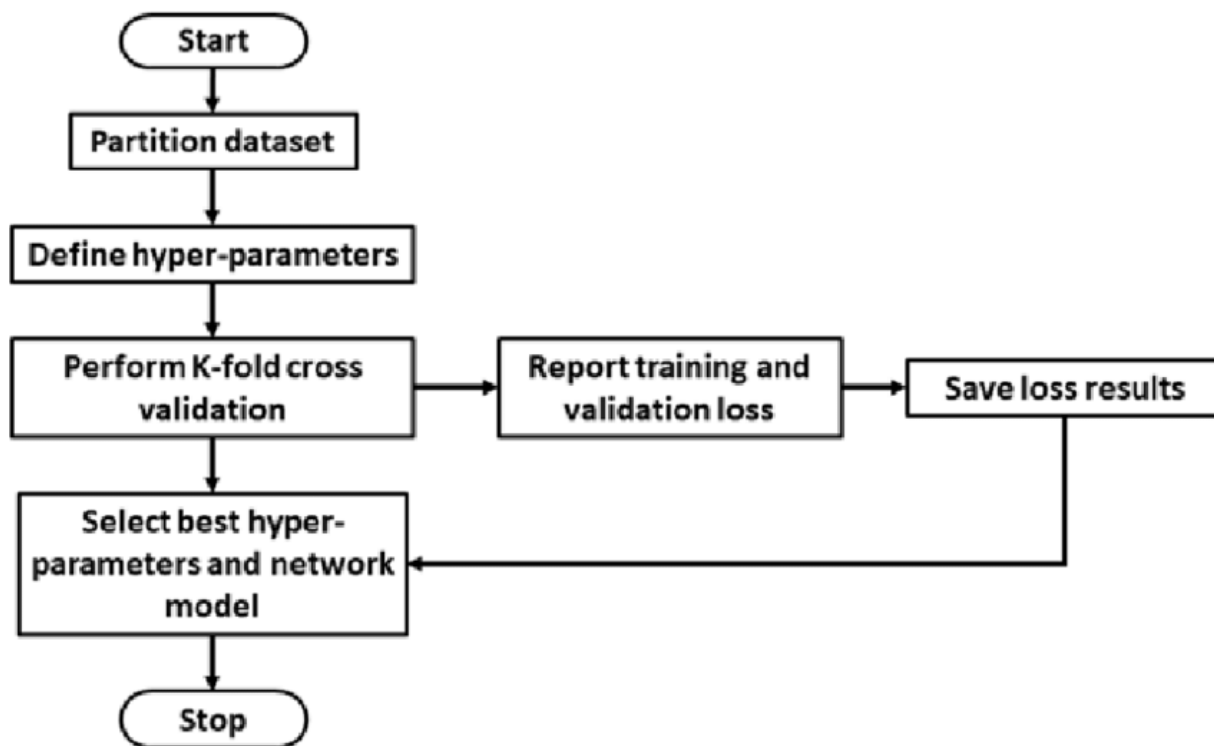 Start
Partition dataset
Define hyper-parameters
Perform K-fold cross
validation
Report training and
validation loss
Save loss results
Select best hyper-
parameters and network
model
Stop